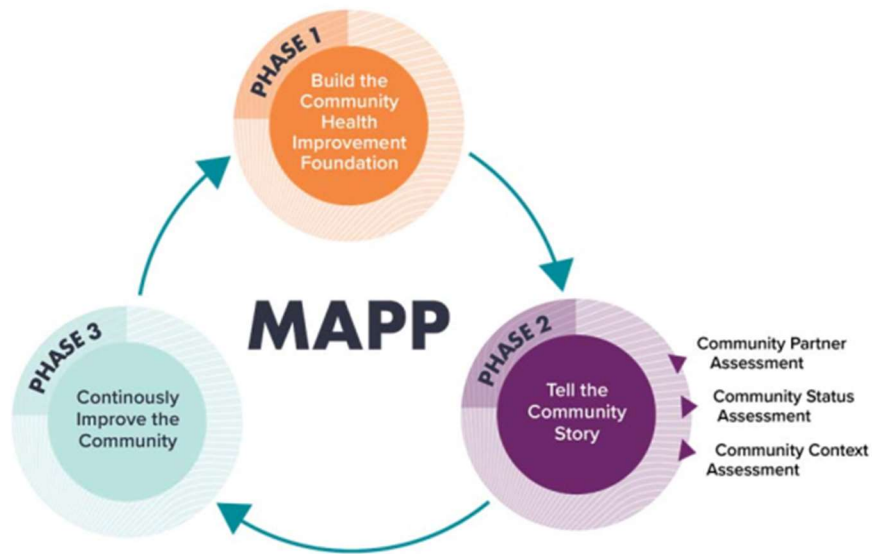 PHASE 1
Build the
Community
Health
Improvement
Foundation
MAPP
PHASE 2
Tell the
Community
Story
Community Partner
Assessment
Community Status
Assessment
Community Context
Assessment
PHASE 3
Continously
Improve the
Community